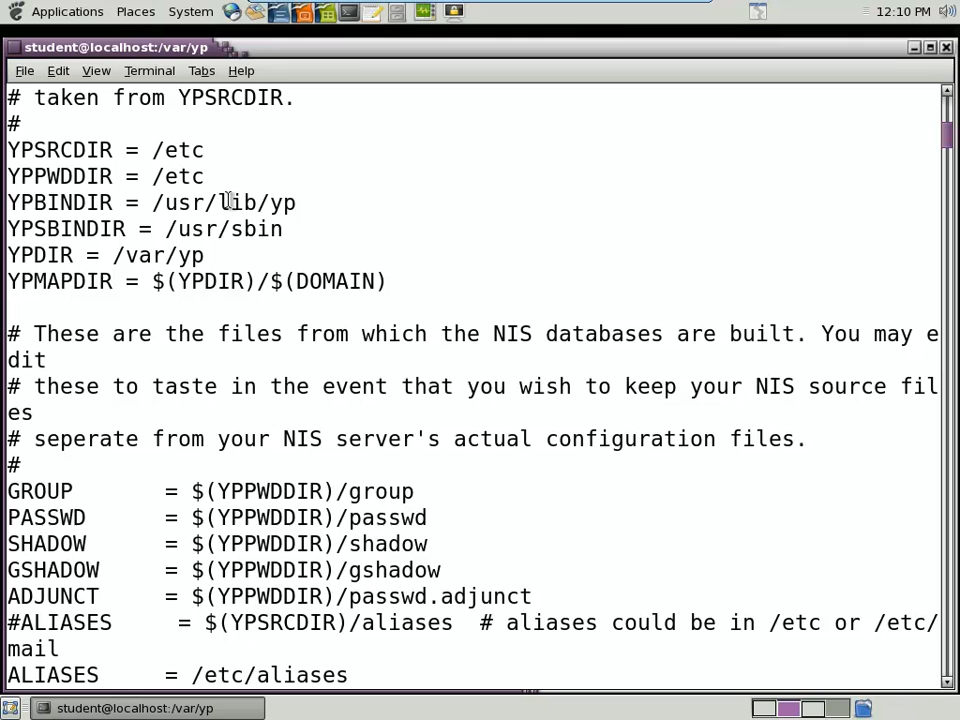 Applications Places System 12:10 PM
student@localhost:/var/yp
File Edit View Terminal Tabs Help
# taken from YPSRCDIR.
#
YPSRCDIR = /etc
YPPWDDIR = /etc
YPBINDIR = /usr/lib/yp
YPSBINDIR = /usr/sbin
YPDIR = /var/yp
YPMAPDIR = $(YPDIR)/$(DOMAIN)
# These are the files from which the NIS databases are built. You may e
dit
# these to taste in the event that you wish to keep your NIS source fil
es
# seperate from your NIS server's actual configuration files.
#
GROUP = $(YPPWDDIR)/group
PASSWD = $(YPPWDDIR)/passwd
SHADOW = $(YPPWDDIR)/shadow
GSHADOW = $(YPPWDDIR)/gshadow
ADJUNCT = $(YPPWDDIR)/passwd.adjunct
#ALIASES = $(YPSRCDIR)/aliases # aliases could be in /etc or /etc/
mail
ALIASES = /etc/aliases
student@localhost:/var/yp